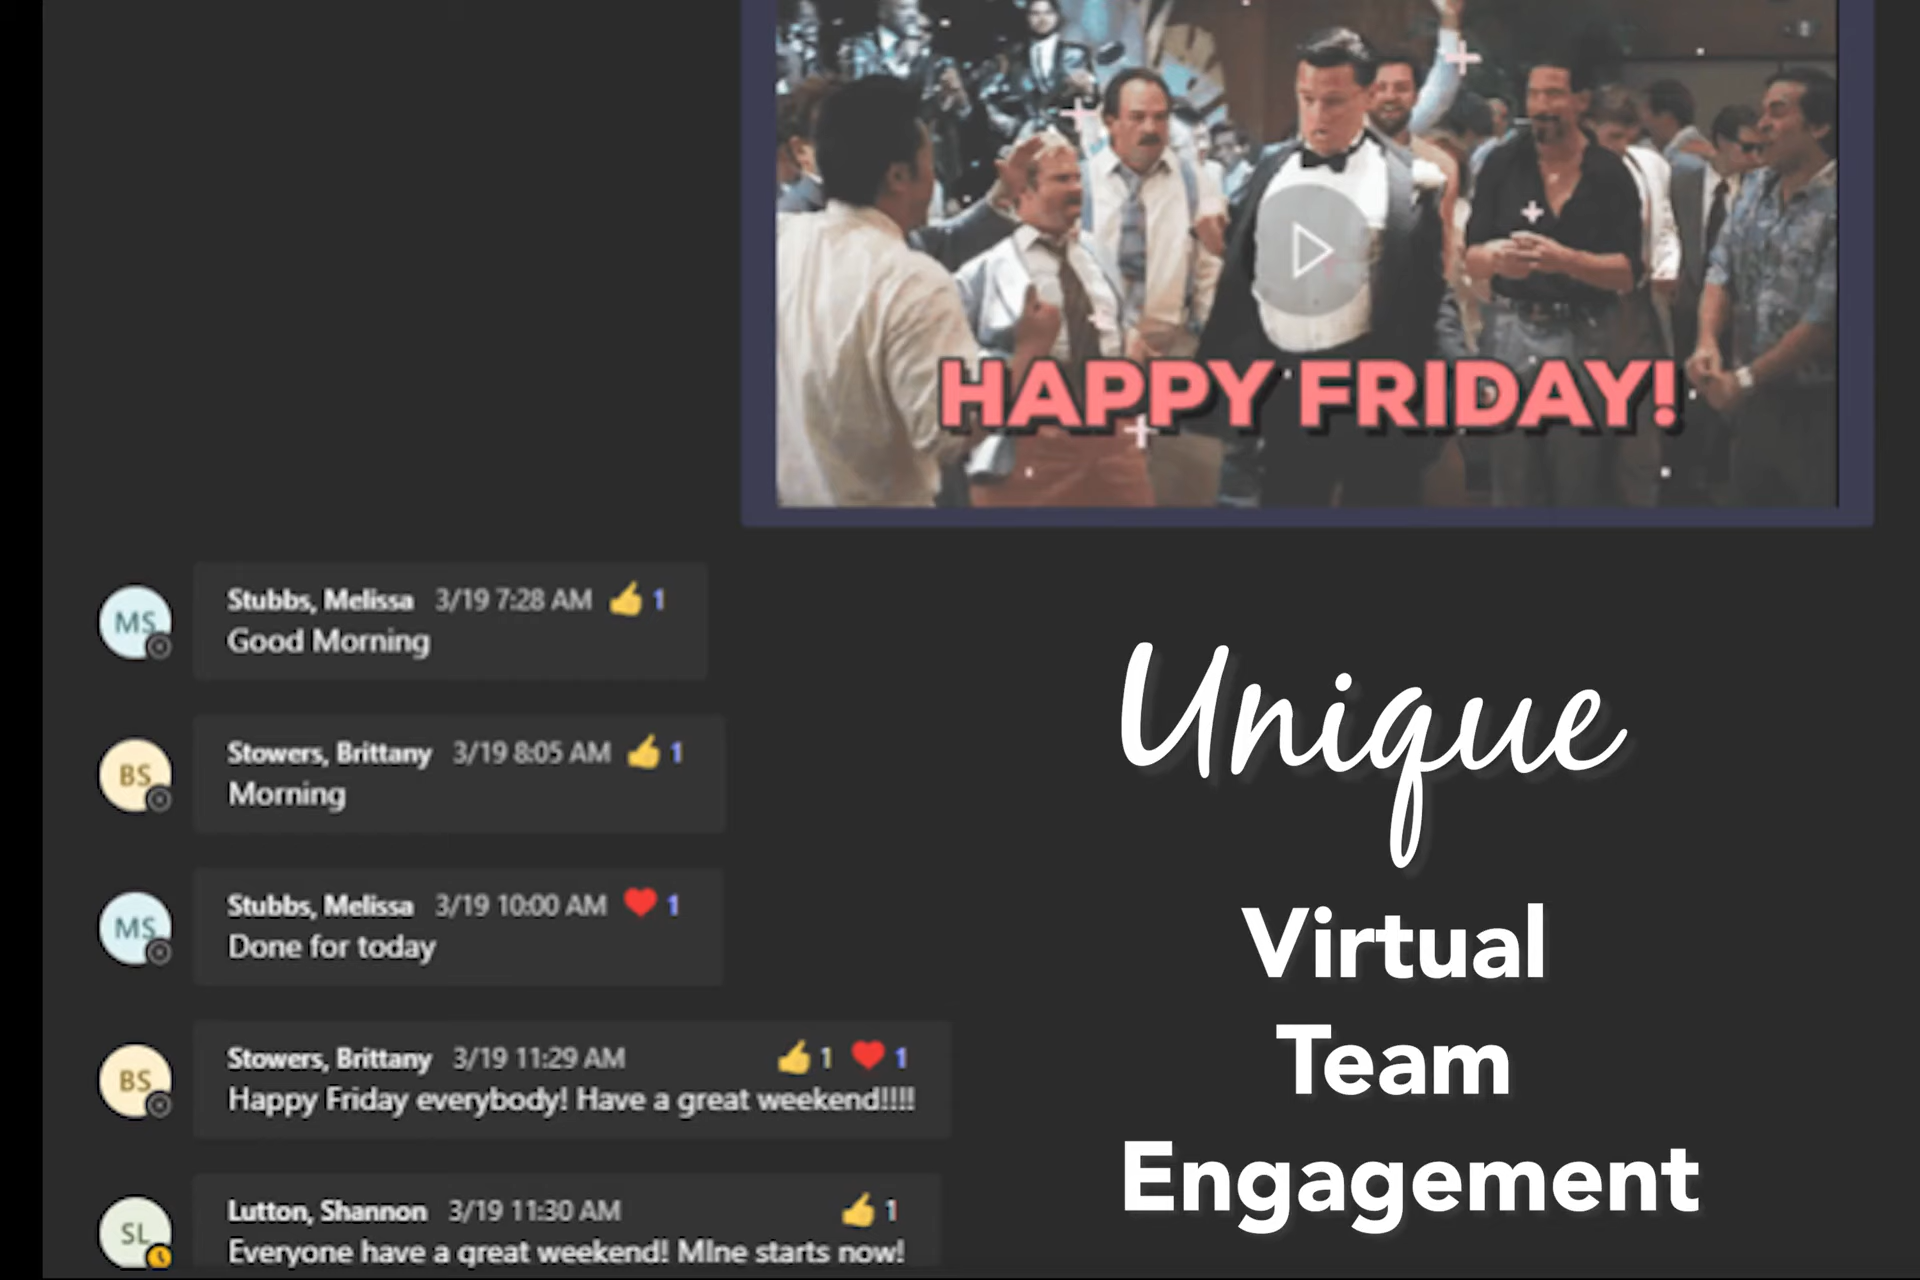 HAPPY FRIDAY!
MS
Stubbs, Melissa 3/19 7:28 AM 👍 1
Good Morning
BS
Stowers, Brittany 3/19 8:05 AM 👍 1
Morning
MS
Stubbs, Melissa 3/19 10:00 AM ❤️ 1
Done for today
BS
Stowers, Brittany 3/19 11:29 AM 👍 1 ❤️ 1
Happy Friday everybody! Have a great weekend!!!!
SL
Lutton, Shannon 3/19 11:30 AM 👍 1
Everyone have a great weekend! MIne starts now!
Unique
Virtual
Team
Engagement